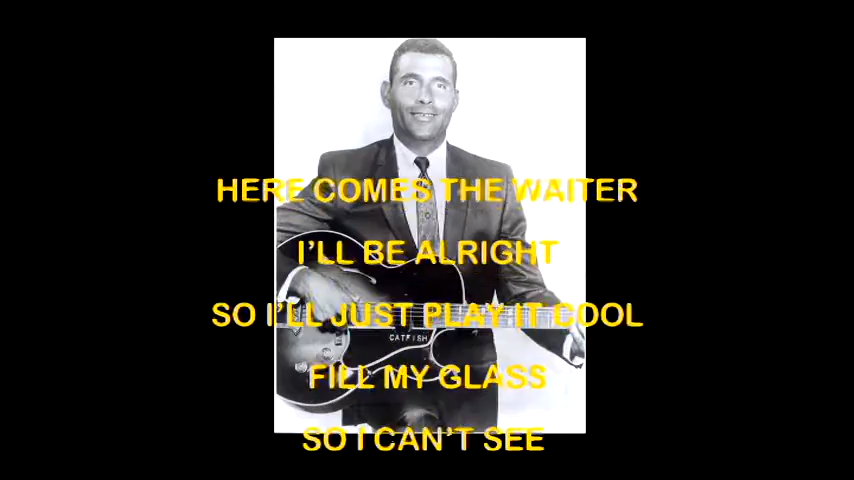 HERE COMES THE WAITER
I'LL BE ALRIGHT
SO I'LL JUST PLAY IT COOL
CATFISH
FILL MY GLASS
SO I CAN'T SEE